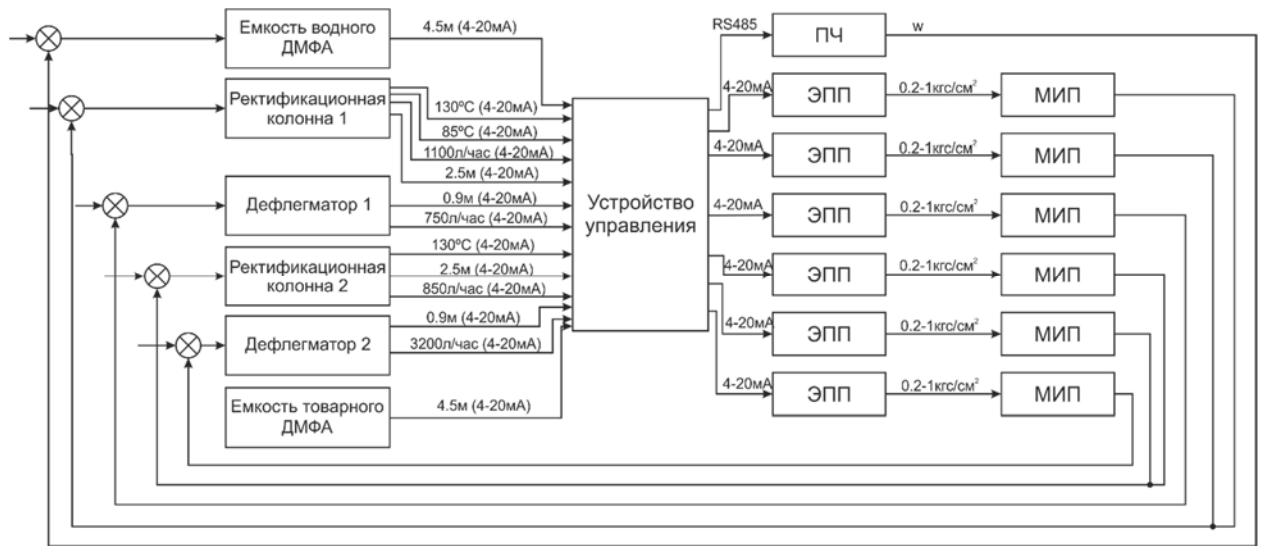 Емкость водного
ДМФА
4.5м (4-20мА)
Ректификационная
колонна 1
130ºС (4-20мА)
85ºС (4-20мА)
1100л/час (4-20мА)
2.5м (4-20мА)
Дефлегматор 1
0.9м (4-20мА)
750л/час (4-20мА)
Ректификационная
колонна 2
130ºС (4-20мА)
2.5м (4-20мА)
850л/час (4-20мА)
Дефлегматор 2
0.9м (4-20мА)
3200л/час (4-20мА)
Емкость товарного
ДМФА
4.5м (4-20мА)
Устройство
управления
RS485
ПЧ
w
4-20мА
ЭПП
0.2-1кгс/см²
МИП
4-20мА
ЭПП
0.2-1кгс/см²
МИП
4-20мА
ЭПП
0.2-1кгс/см²
МИП
4-20мА
ЭПП
0.2-1кгс/см²
МИП
4-20мА
ЭПП
0.2-1кгс/см²
МИП
4-20мА
ЭПП
0.2-1кгс/см²
МИП